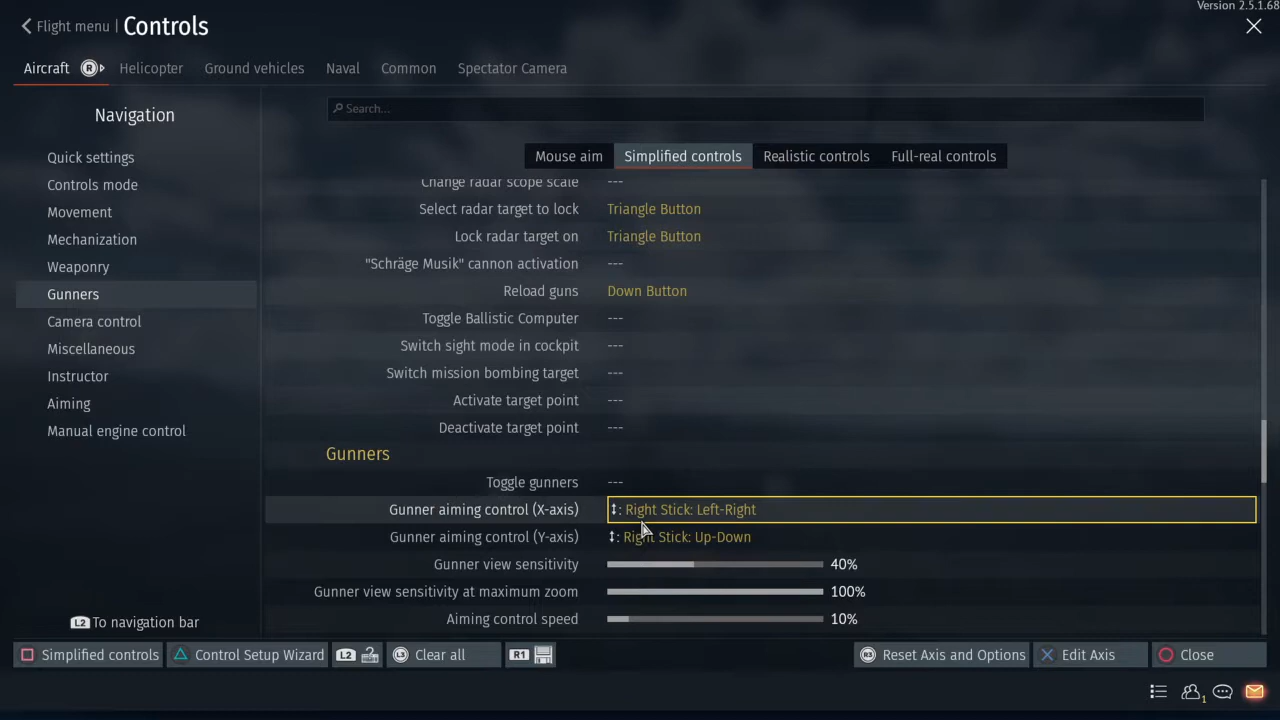 Version 2.5.1.68
Flight menu | Controls
Aircraft R Helicopter Ground vehicles Naval Common Spectator Camera
Navigation
Search...
Quick settings
Controls mode
Movement
Mechanization
Weaponry
Gunners
Camera control
Miscellaneous
Instructor
Aiming
Manual engine control
L2 To navigation bar
Mouse aim Simplified controls Realistic controls Full-real controls
Change radar scope scale ---
Select radar target to lock Triangle Button
Lock radar target on Triangle Button
"Schräge Musik" cannon activation ---
Reload guns Down Button
Toggle Ballistic Computer ---
Switch sight mode in cockpit ---
Switch mission bombing target ---
Activate target point ---
Deactivate target point ---
Gunners
Toggle gunners ---
Gunner aiming control (X-axis) ↕: Right Stick: Left-Right
Gunner aiming control (Y-axis) ↕: Right Stick: Up-Down
Gunner view sensitivity 40%
Gunner view sensitivity at maximum zoom 100%
Aiming control speed 10%
Simplified controls Control Setup Wizard L2 Clear all R1 Reset Axis and Options Edit Axis Close
1